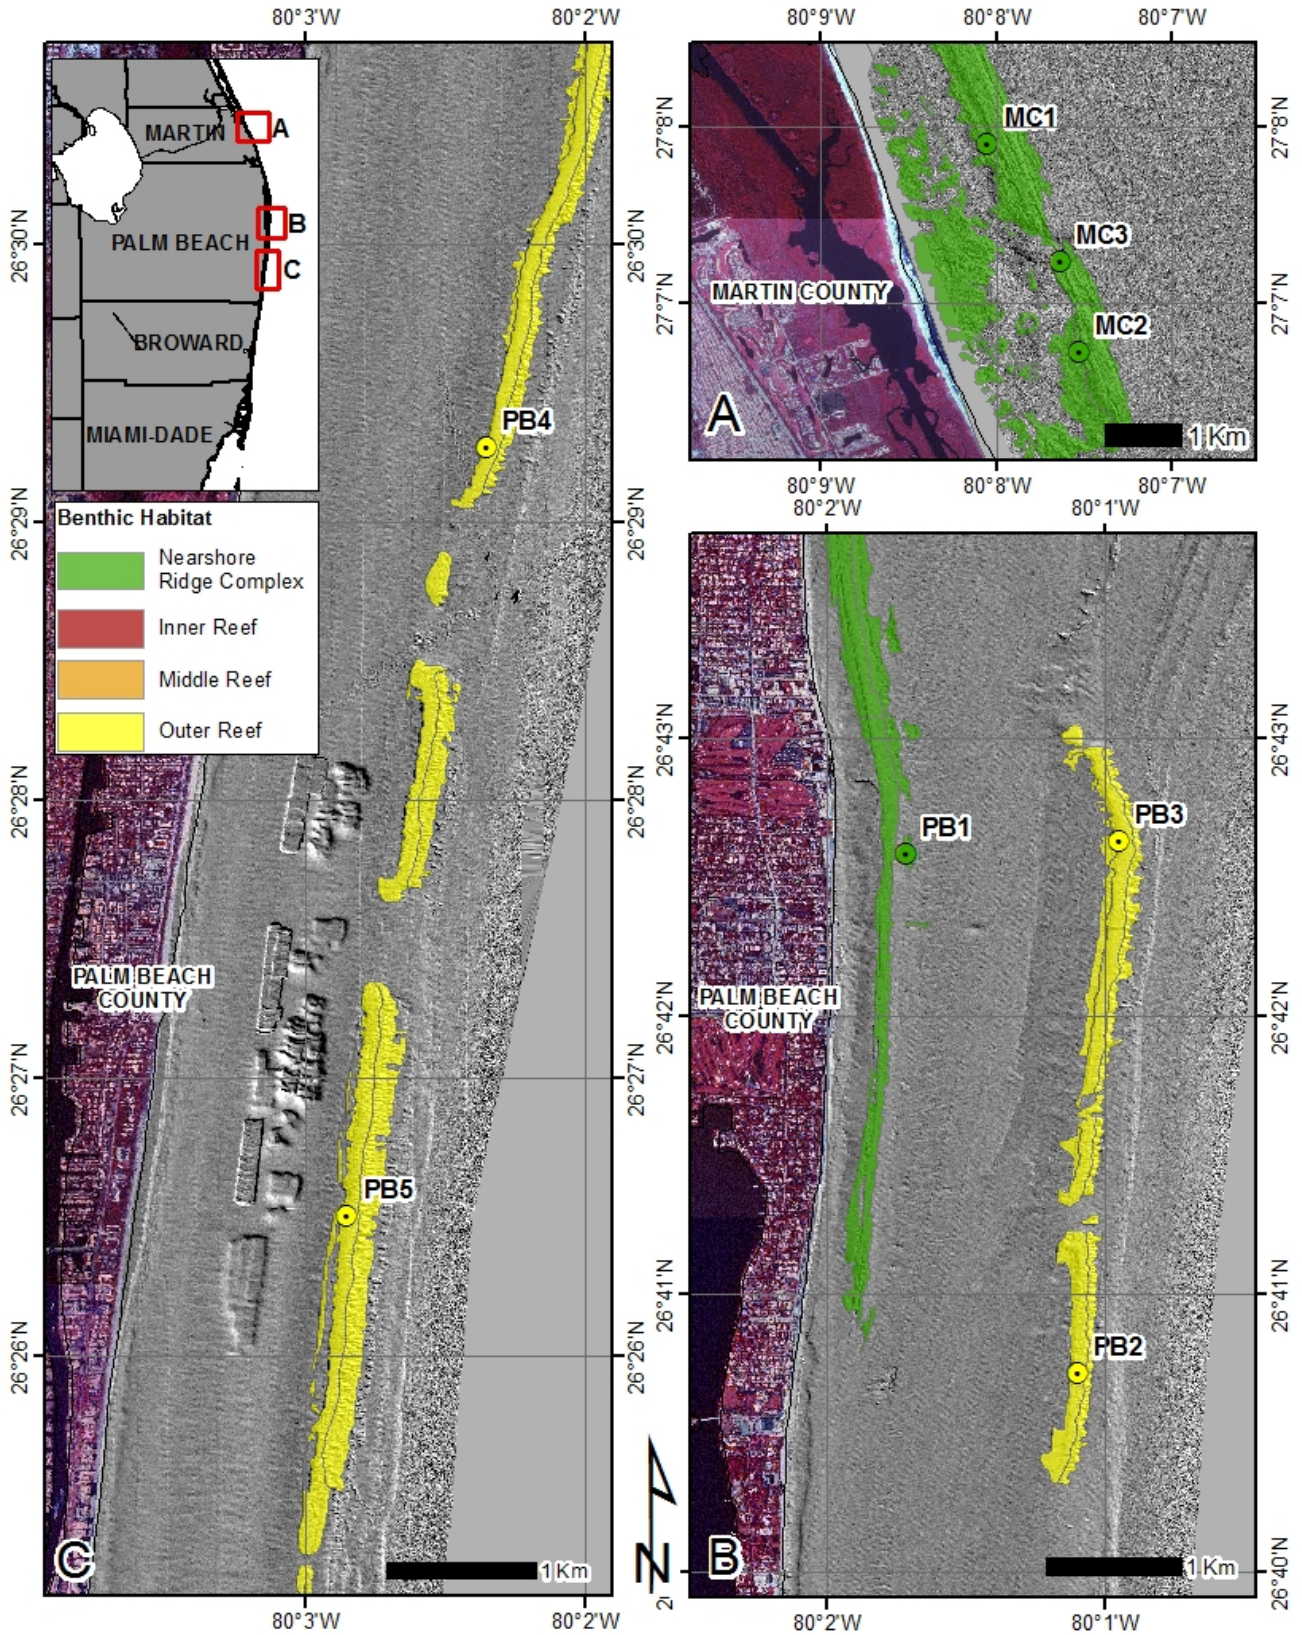 80°3'W
80°2'W
80°9'W
80°8'W
80°7'W
MARTIN
A
B
PALM BEACH
C
BROWARD
MIAMI-DADE
Benthic Habitat
Nearshore
Ridge Complex
Inner Reef
Middle Reef
Outer Reef
26°30'N
26°29'N
26°28'N
26°27'N
26°26'N
PB4
PALM BEACH
COUNTY
PB5
C
1 Km
26°30'N
26°29'N
26°28'N
26°27'N
26°26'N
80°3'W
80°2'W
27°8'N
27°7'N
MC1
MC3
MARTIN COUNTY
MC2
A
1 Km
27°8'N
27°7'N
80°9'W
80°8'W
80°7'W
80°2'W
80°1'W
26°43'N
26°42'N
26°41'N
PB1
PB3
PALM BEACH
COUNTY
PB2
N
B
1 Km
26°43'N
26°42'N
26°41'N
26°40'N
80°2'W
80°1'W